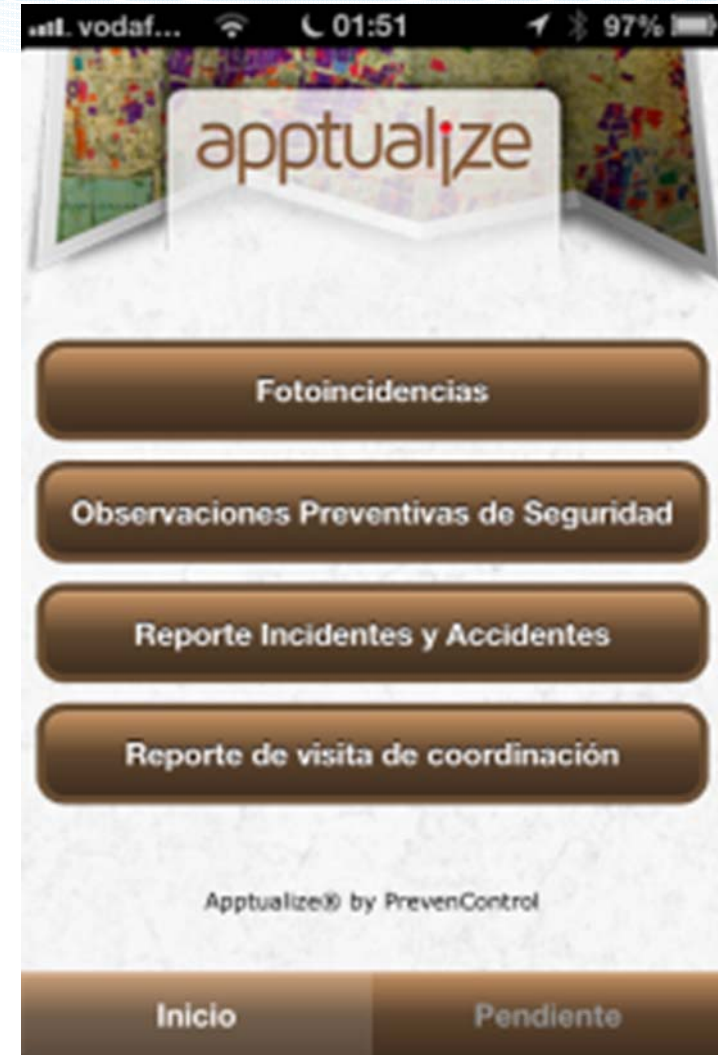 vodaf... 01:51 97%
apptualize
Fotoincidencias
Observaciones Preventivas de Seguridad
Reporte Incidentes y Accidentes
Reporte de visita de coordinación
Apptualize® by PrevenControl
Inicio Pendiente